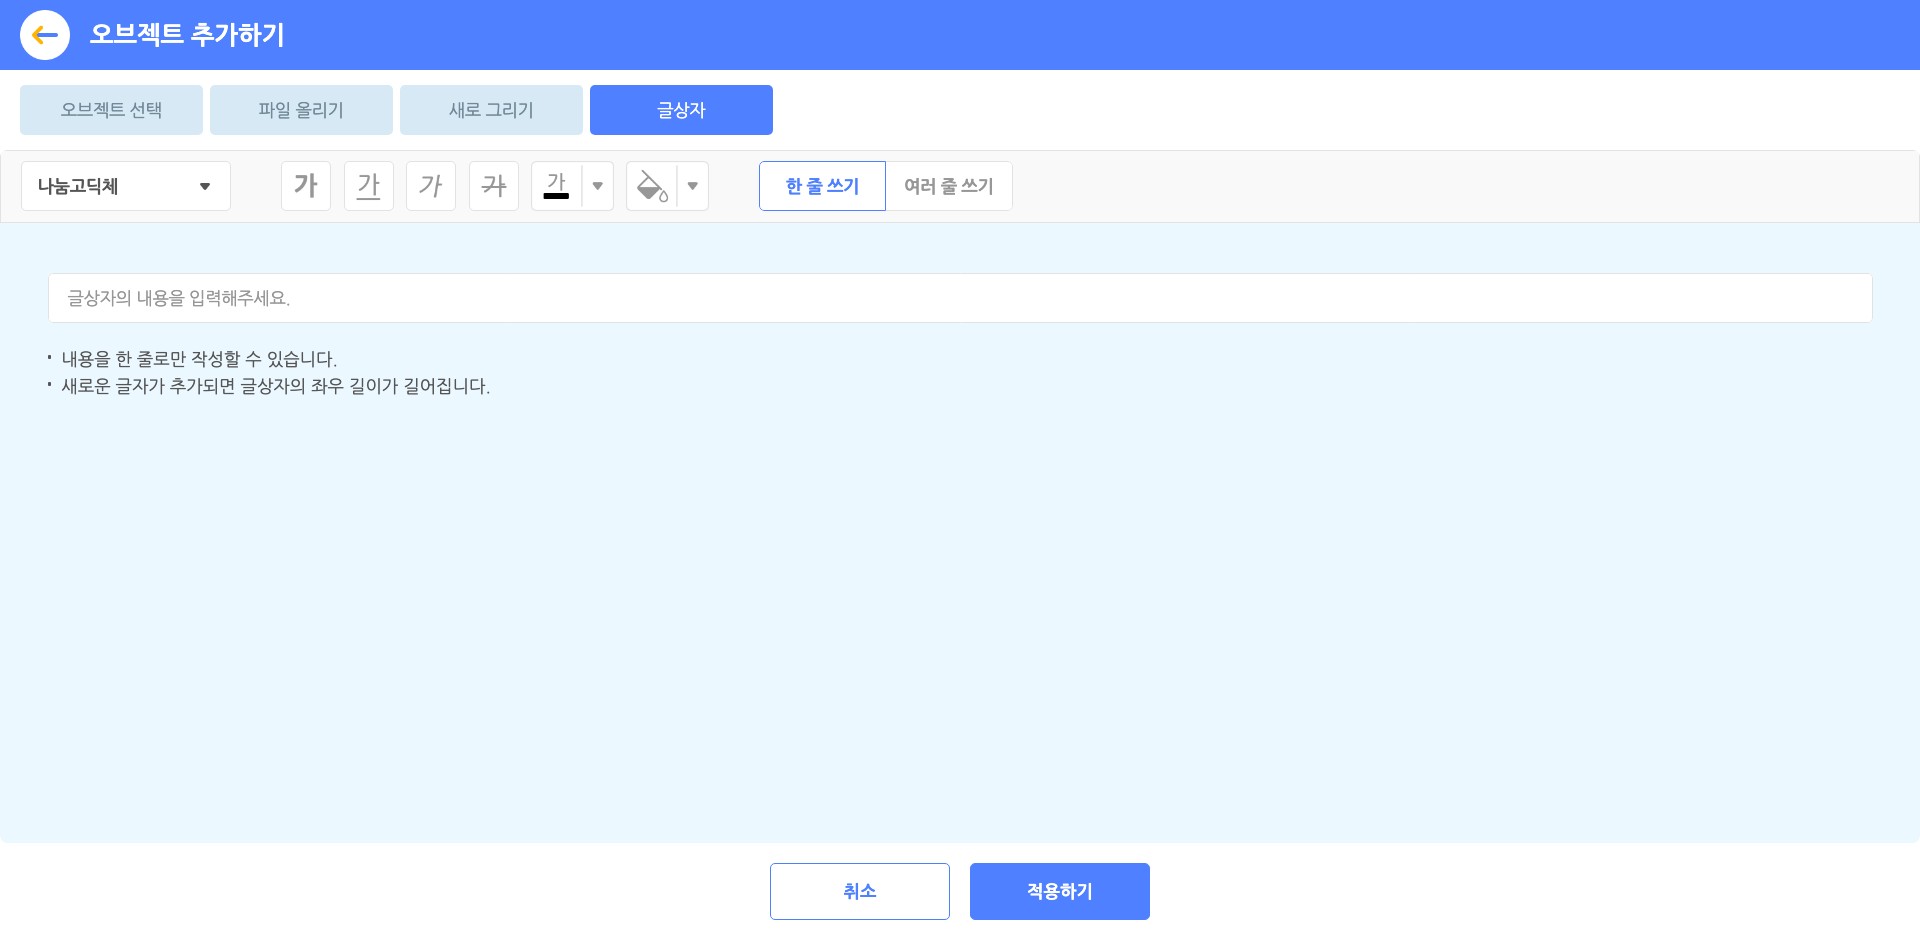 오브젝트 추가하기
오브젝트 선택 파일 올리기 새로 그리기 글상자
나눔고딕체 가 가 가 가 가 한 줄 쓰기 여러 줄 쓰기
글상자의 내용을 입력해주세요.
· 내용을 한 줄로만 작성할 수 있습니다.
· 새로운 글자가 추가되면 글상자의 좌우 길이가 길어집니다.
취소 적용하기